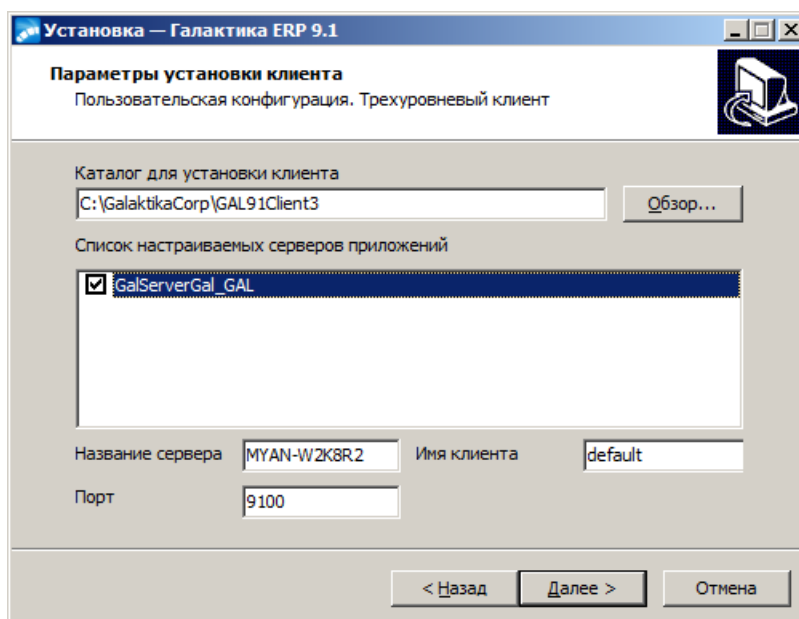 Установка — Галактика ERP 9.1
Параметры установки клиента
Пользовательская конфигурация. Трехуровневый клиент
Каталог для установки клиента
C:\GalaktikaCorp\GAL91Client3
Обзор...
Список настраиваемых серверов приложений
GalServerGal_GAL
Название сервера MYAN-W2K8R2 Имя клиента default
Порт 9100
< Назад Далее > Отмена